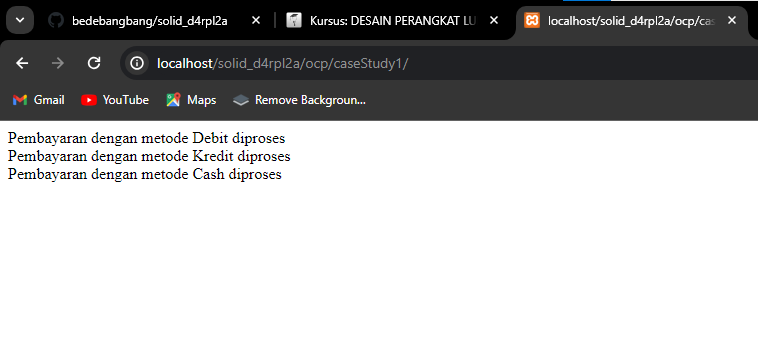 bedebangbang/solid_d4rpl2a
Kursus: DESAIN PERANGKAT LU
localhost/solid_d4rpl2a/ocp/cas
localhost/solid_d4rpl2a/ocp/caseStudy1/
Gmail
YouTube
Maps
Remove Backgroun...
Pembayaran dengan metode Debit diproses
Pembayaran dengan metode Kredit diproses
Pembayaran dengan metode Cash diproses